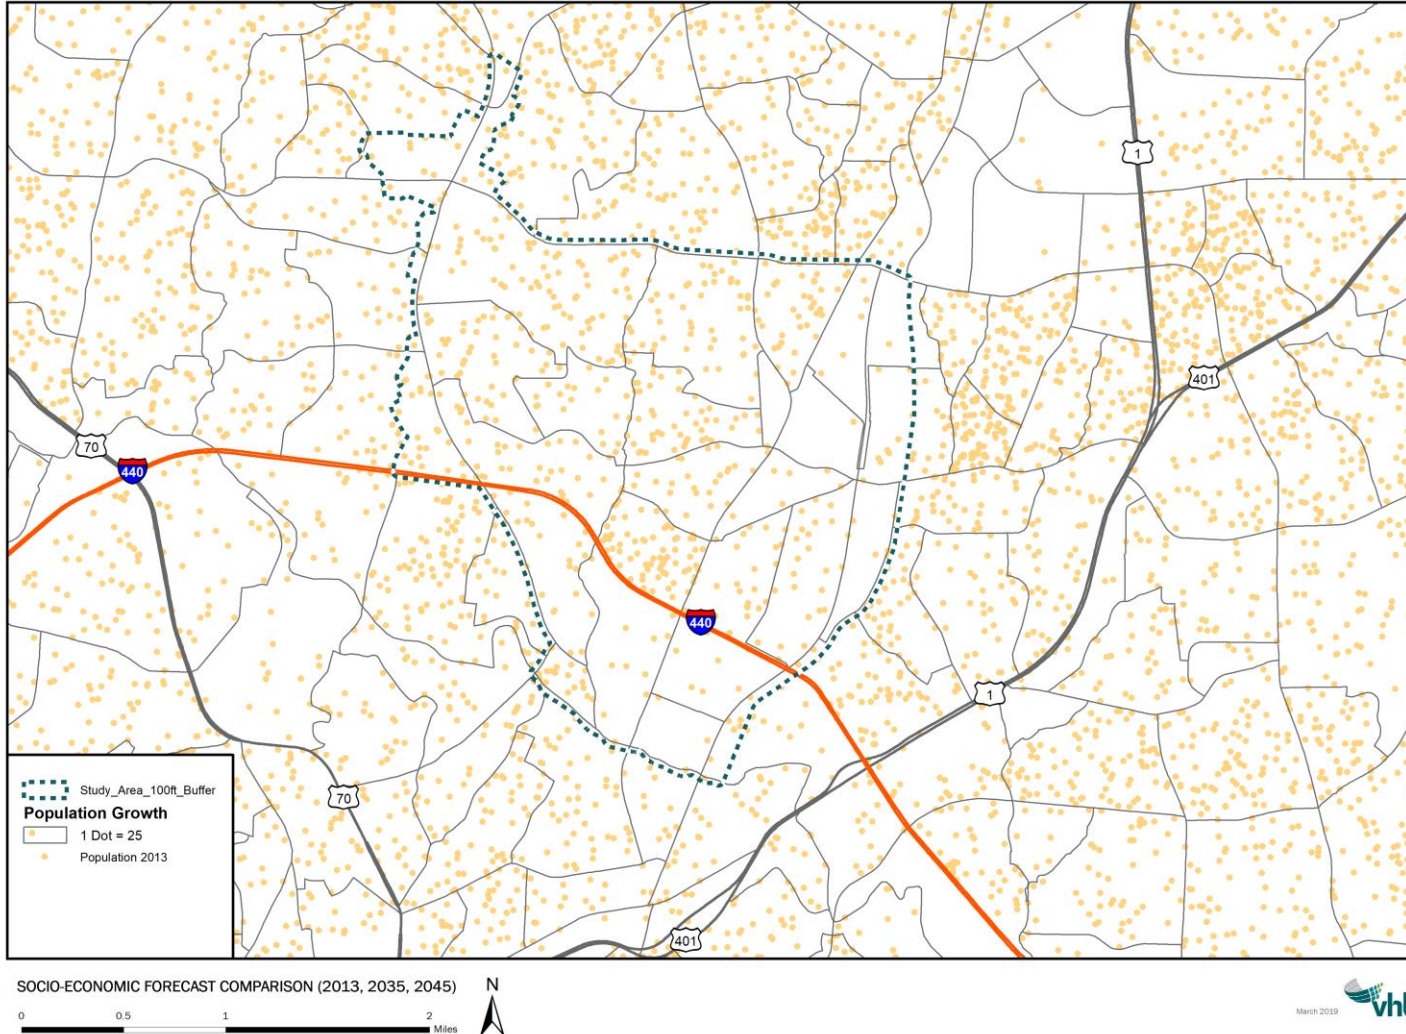 1
401
70
440
440
1
70
401
Study_Area_100ft_Buffer
Population Growth
1 Dot = 25
Population 2013
SOCIO-ECONOMIC FORECAST COMPARISON (2013, 2035, 2045)
N
0 0.5 1 2
Miles
March 2019
vhb